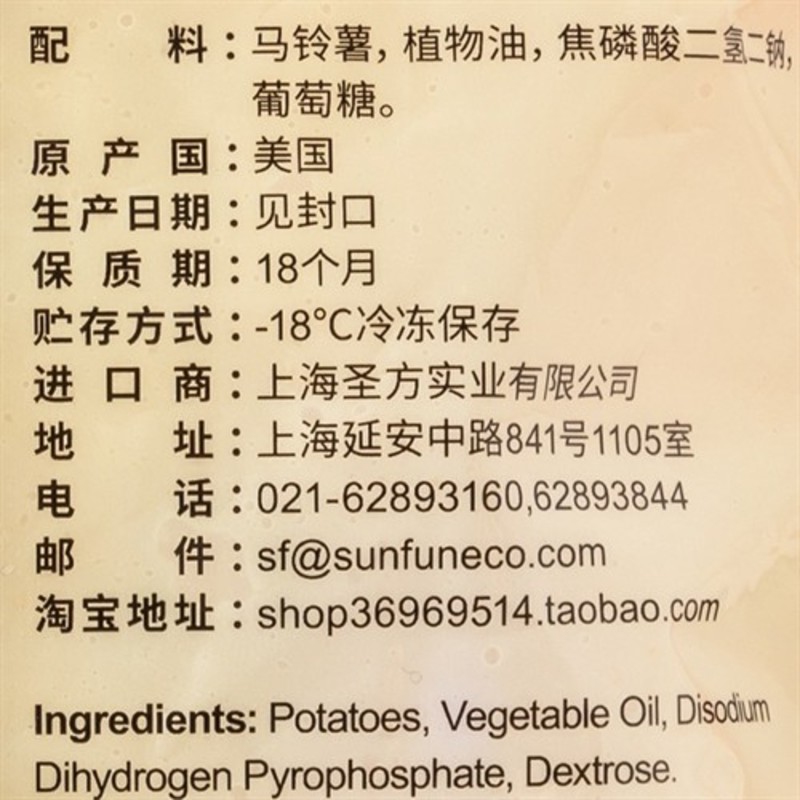 配料：马铃薯，植物油，焦磷酸二氢二钠，
葡萄糖。
原产国：美国
生产日期：见封口
保质期：18个月
贮存方式：-18℃冷冻保存
进口商：上海圣方实业有限公司
地址：上海延安中路841号1105室
电话：021-62893160,62893844
邮件：sf@sunfuneco.com
淘宝地址：shop36969514.taobao.com
Ingredients: Potatoes, Vegetable Oil, Disodium
Dihydrogen Pyrophosphate, Dextrose.